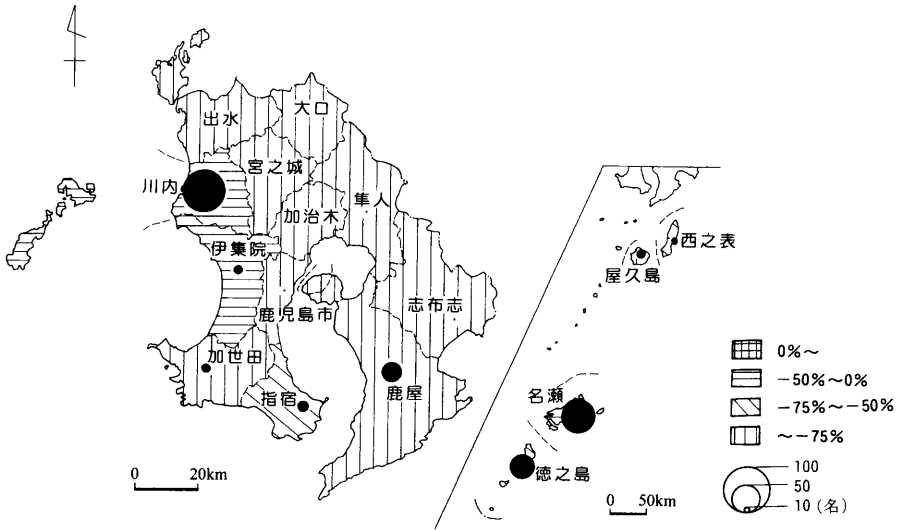 出水
大口
宮之城
川内
加治木
隼人
伊集院
鹿児島市
志布志
加世田
指宿
鹿屋
0 20km
西之表
屋久島
名瀬
徳之島
0 50km
0%～
-50%～0%
-75%～-50%
～-75%
100
50
10 (名)